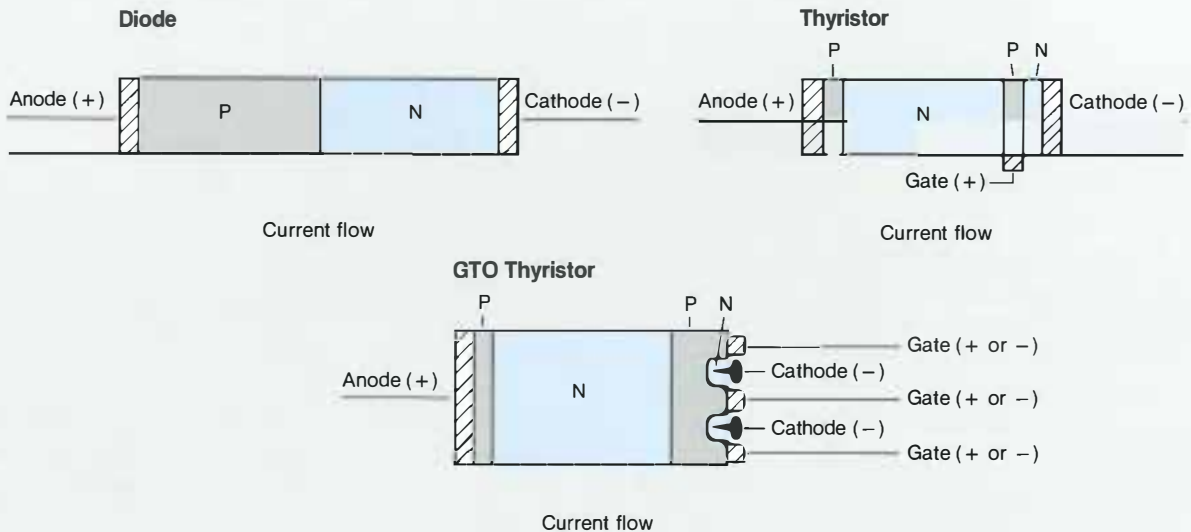 Diode
Anode (+)
P
N
Cathode (−)
Current flow
Thyristor
P
P
N
Anode (+)
N
Cathode (−)
Gate (+)
Current flow
GTO Thyristor
P
P
N
Anode (+)
N
Gate (+ or −)
Cathode (−)
Gate (+ or −)
Cathode (−)
Gate (+ or −)
Current flow